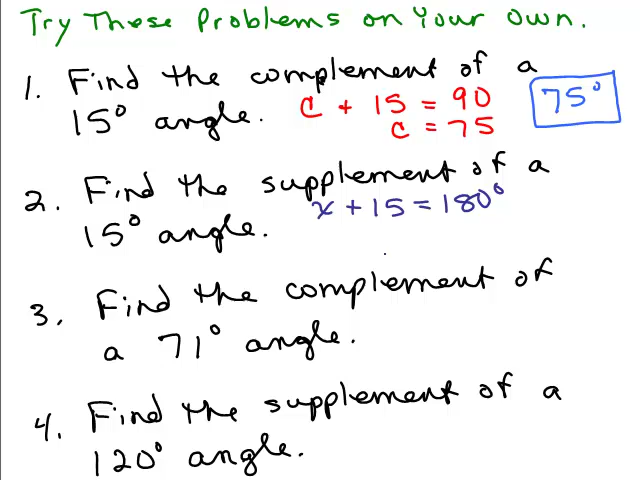 Try These Problems on Your Own.
1. Find the complement of a
15° angle.
c + 15 = 90
c = 75
75°
2. Find the supplement of a
15° angle.
x + 15 = 180°
3. Find the complement of
a 71° angle.
4. Find the supplement of a
120° angle.